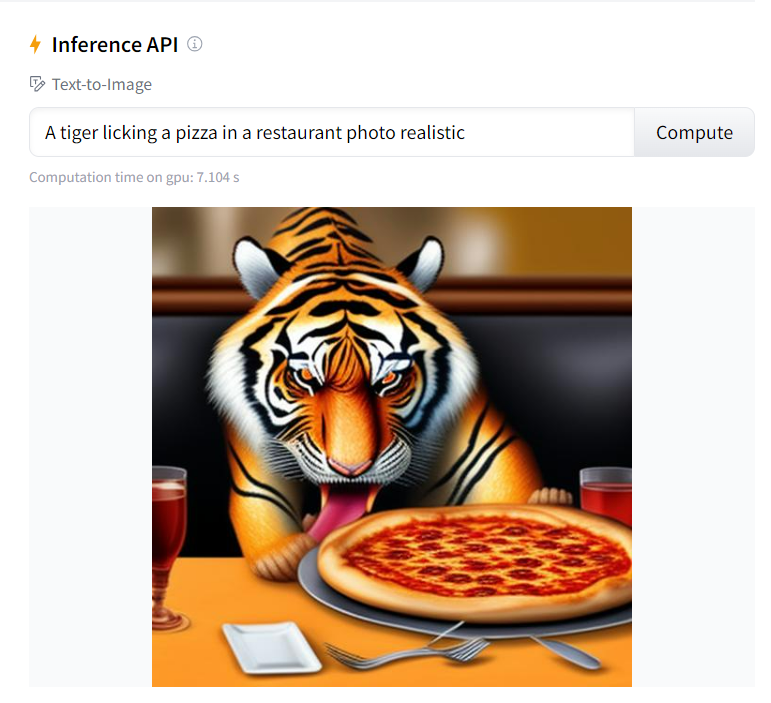 Inference API
Text-to-Image
A tiger licking a pizza in a restaurant photo realistic
Compute
Computation time on gpu: 7.104 s